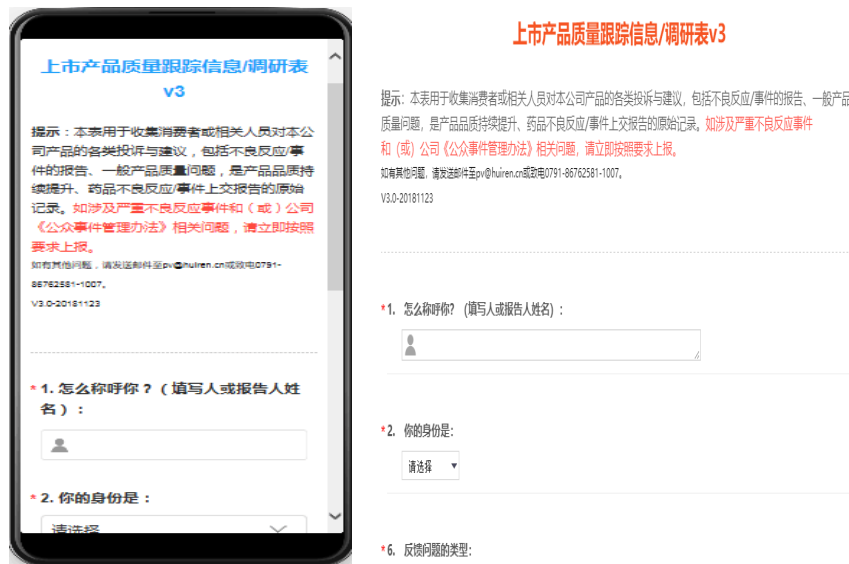 上市产品质量跟踪信息/调研表
v3
提示：本表用于收集消费者或相关人员对本公
司产品的各类投诉与建议，包括不良反应/事
件的报告、一般产品质量问题，是产品品质持
续提升、药品不良反应/事件上交报告的原始
记录。如涉及严重不良反应事件和（或）公司
《公众事件管理办法》相关问题，请立即按照
要求上报。
如有其他问题，请发送邮件至pv@huiren.cn或致电0791-
86762581-1007。
V3.0-20181123
* 1. 怎么称呼你？（填写人或报告人姓
名）：
* 2. 你的身份是：
请选择
上市产品质量跟踪信息/调研表v3
提示：本表用于收集消费者或相关人员对本公司产品的各类投诉与建议，包括不良反应/事件的报告、一般产品
质量问题，是产品品质持续提升、药品不良反应/事件上交报告的原始记录。如涉及严重不良反应事件
和（或）公司《公众事件管理办法》相关问题，请立即按照要求上报。
如有其他问题，请发送邮件至pv@huiren.cn或致电0791-86762581-1007。
V3.0-20181123
*1. 怎么称呼你？（填写人或报告人姓名）：
*2. 你的身份是：
请选择
*6. 反馈问题的类型：